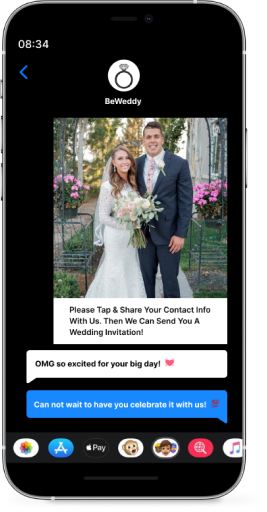 08:34
BeWeddy
Please Tap & Share Your Contact Info
With Us. Then We Can Send You A
Wedding Invitation!
OMG so excited for your big day! 💓
Can not wait to have you celebrate it with us! 💯
Pay